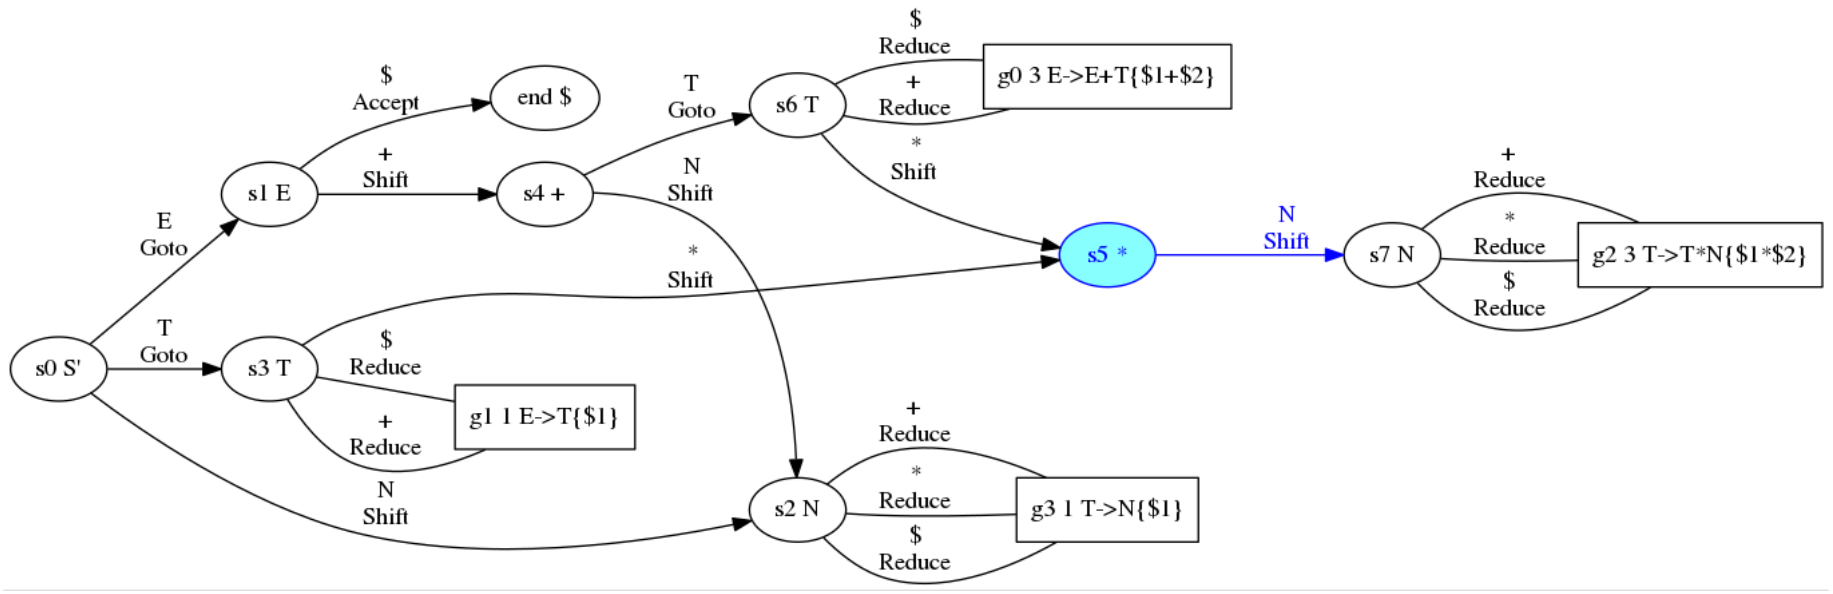 $
Reduce
+
Reduce
g0 3 E->E+T{$1+$2}
T
Goto
s6 T
*
Shift
$
Accept
end $
+
Shift
s1 E
s4 +
N
Shift
E
Goto
*
Shift
s5 *
N
Shift
s7 N
+
Reduce
*
Reduce
$
Reduce
g2 3 T->T*N{$1*$2}
s0 S'
T
Goto
s3 T
$
Reduce
+
Reduce
g1 1 E->T{$1}
N
Shift
s2 N
+
Reduce
*
Reduce
$
Reduce
g3 1 T->N{$1}